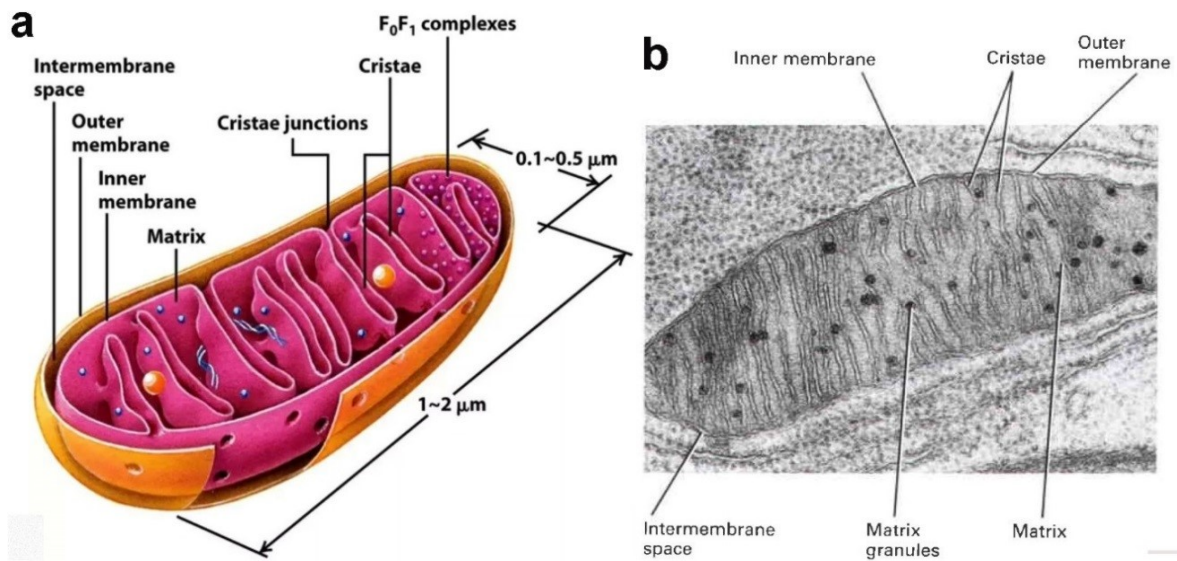 a
F₀F₁ complexes
Intermembrane
space
Cristae
Outer
membrane
Cristae junctions
0.1~0.5 μm
Inner
membrane
Matrix
1~2 μm
b
Inner membrane
Cristae
Outer
membrane
Intermembrane
space
Matrix
granules
Matrix